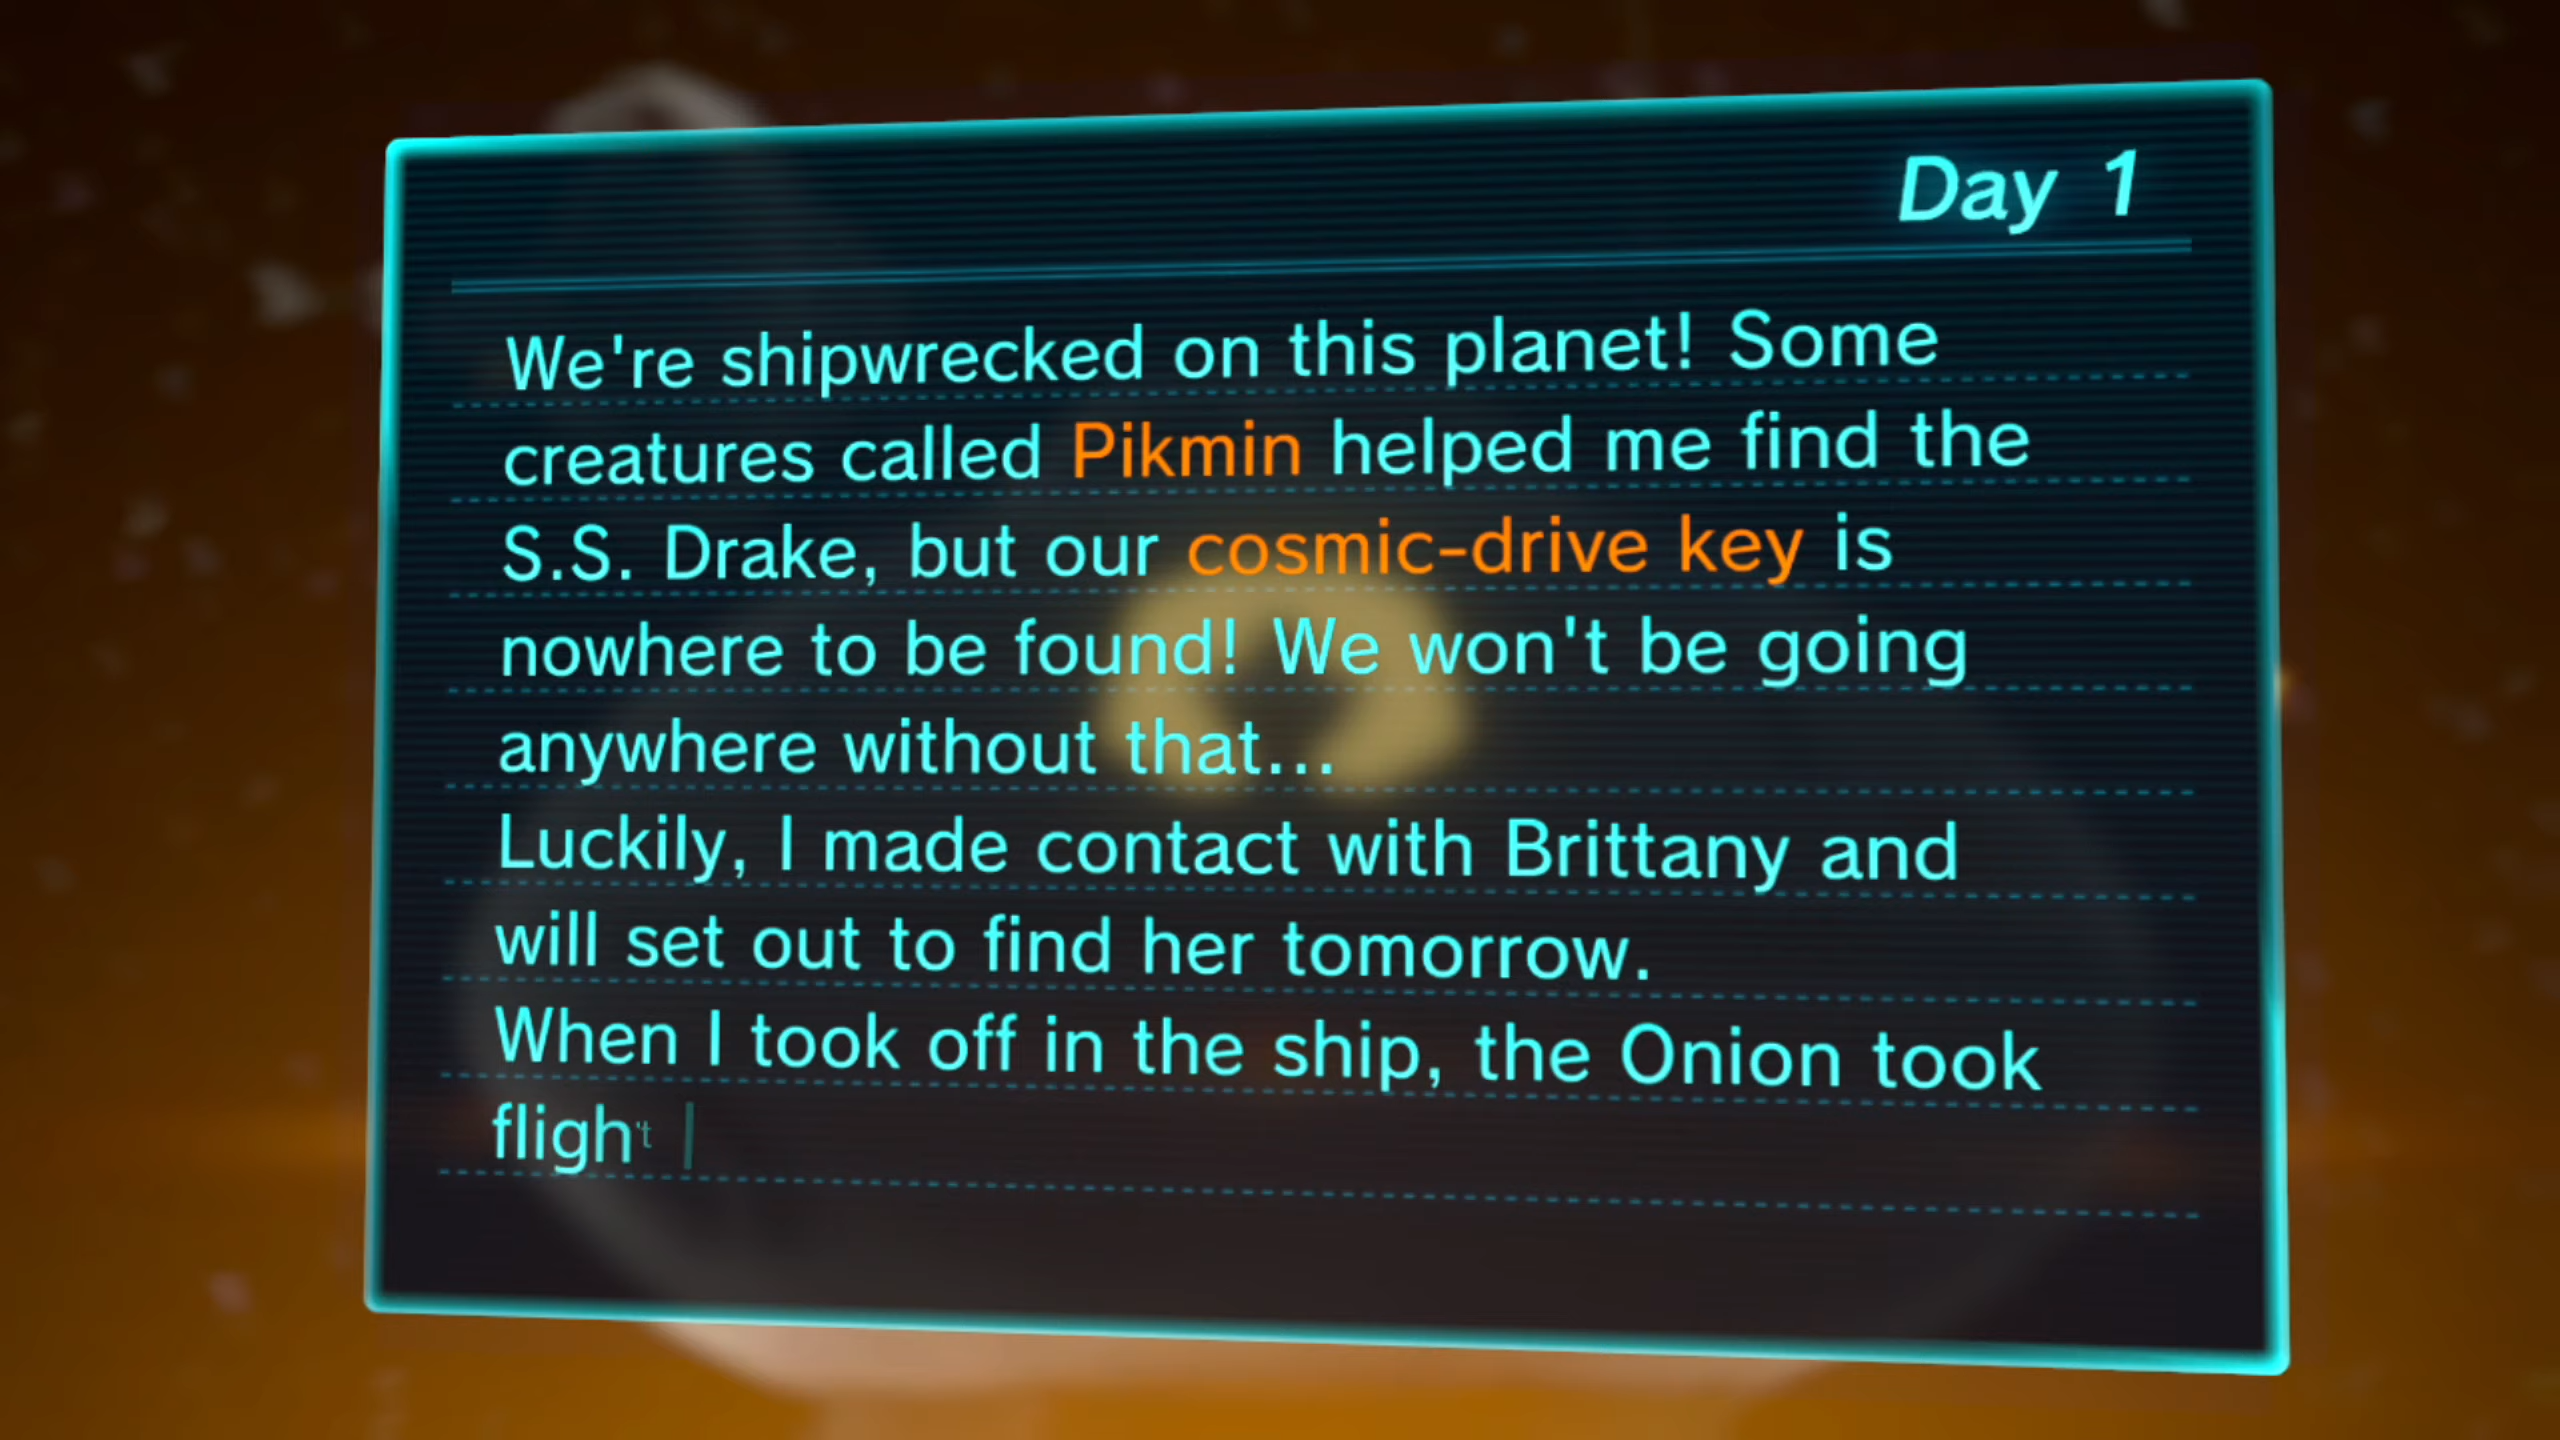 Day 1
We're shipwrecked on this planet! Some
creatures called Pikmin helped me find the
S.S. Drake, but our cosmic-drive key is
nowhere to be found! We won't be going
anywhere without that...
Luckily, I made contact with Brittany and
will set out to find her tomorrow.
When I took off in the ship, the Onion took
flight